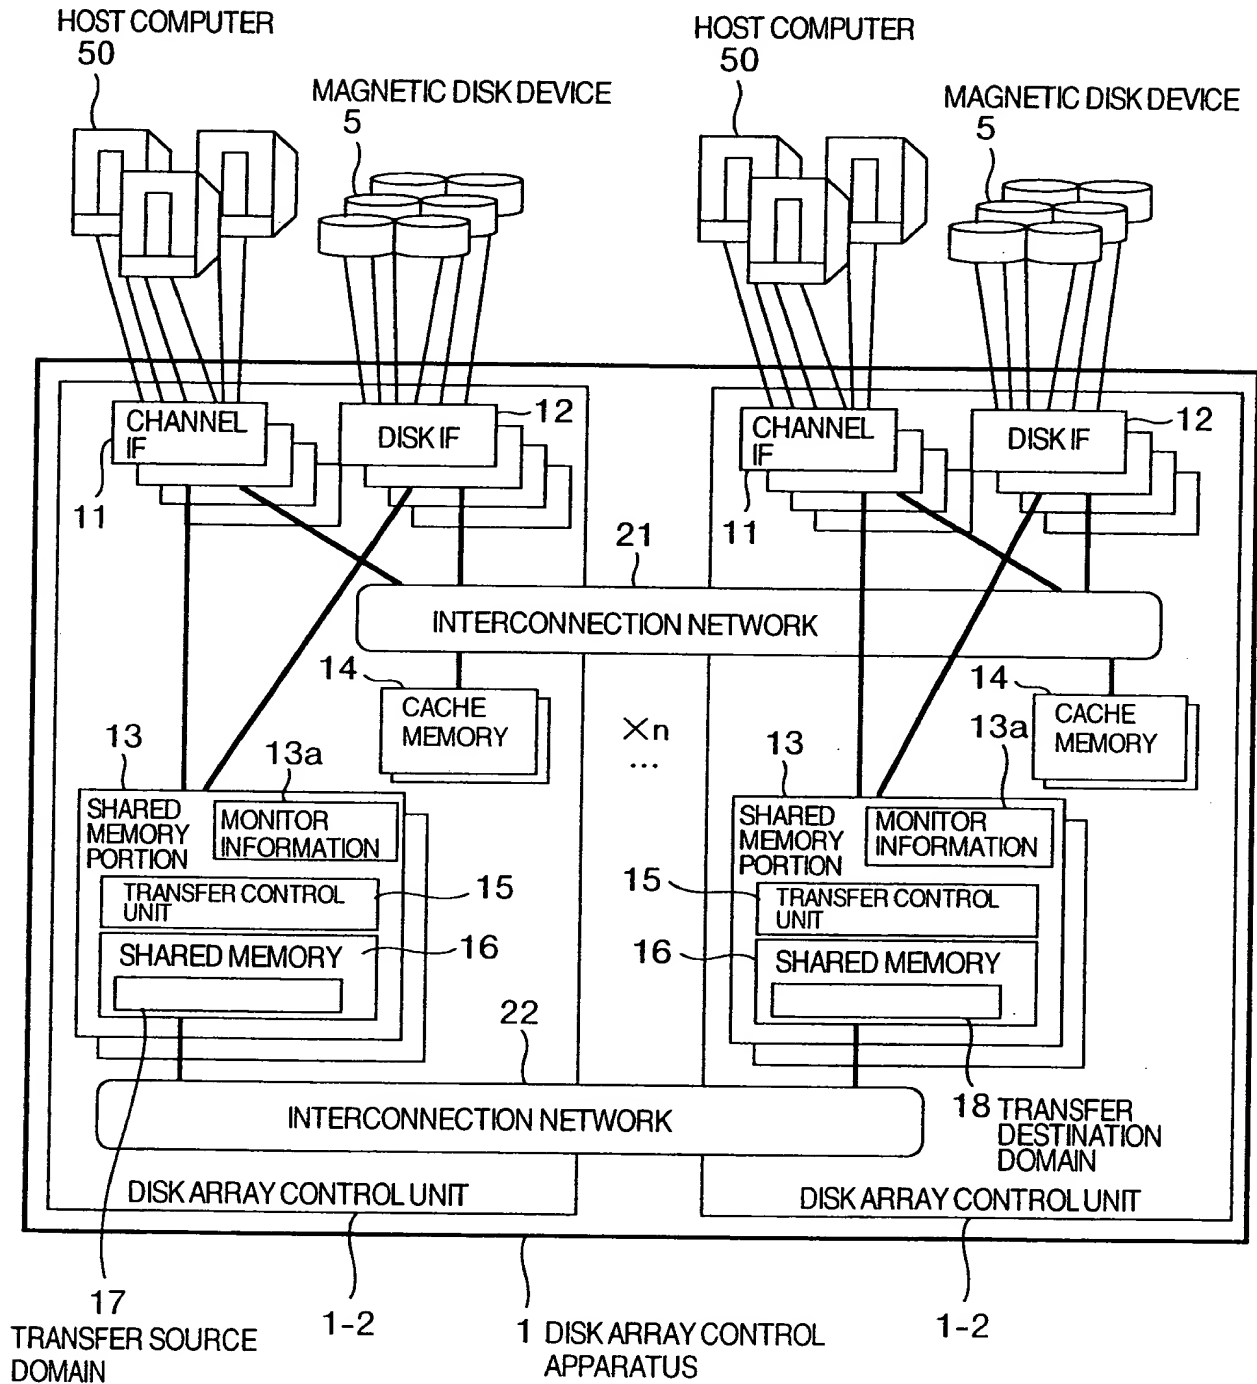 HOST COMPUTER
50
MAGNETIC DISK DEVICE
5
HOST COMPUTER
50
MAGNETIC DISK DEVICE
5
CHANNEL
IF
11
DISK IF
12
CHANNEL
IF
11
DISK IF
12
21
INTERCONNECTION NETWORK
14
CACHE
MEMORY
×n
...
14
CACHE
MEMORY
13
SHARED
MEMORY
PORTION
13a
MONITOR
INFORMATION
TRANSFER CONTROL
UNIT
15
SHARED MEMORY
16
13
SHARED
MEMORY
PORTION
13a
MONITOR
INFORMATION
15
TRANSFER CONTROL
UNIT
16
SHARED MEMORY
22
INTERCONNECTION NETWORK
18 TRANSFER
DESTINATION
DOMAIN
DISK ARRAY CONTROL UNIT
DISK ARRAY CONTROL UNIT
17
TRANSFER SOURCE
DOMAIN
1-2
1 DISK ARRAY CONTROL
APPARATUS
1-2